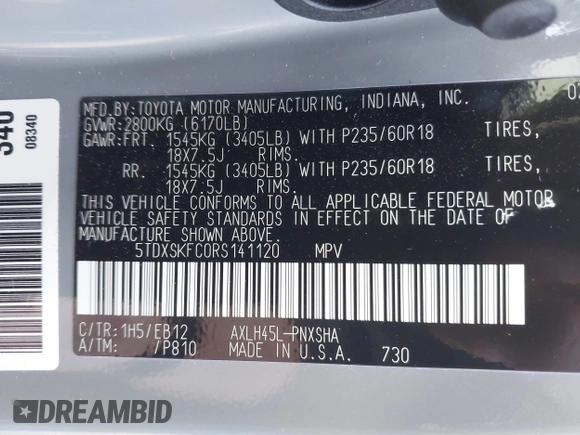 MFD.BY:TOYOTA MOTOR MANUFACTURING, INDIANA, INC.
GVWR:2800KG (6170LB)
GAWR:FRT. 1545KG (3405LB) WITH P235/60R18 TIRES,
18X7.5J RIMS.
RR. 1545KG (3405LB) WITH P235/60R18 TIRES,
18X7.5J RIMS.
THIS VEHICLE CONFORMS TO ALL APPLICABLE FEDERAL MOTOR
VEHICLE SAFETY STANDARDS IN EFFECT ON THE DATE OF
MANUFACTURE SHOWN ABOVE.
5TDXSKFC0RS141120 MPV
C/TR:1H5/EB12 AXLH45L-PNXSHA
A/TM: /P810 MADE IN U.S.A. 730
08340
DREAMBID